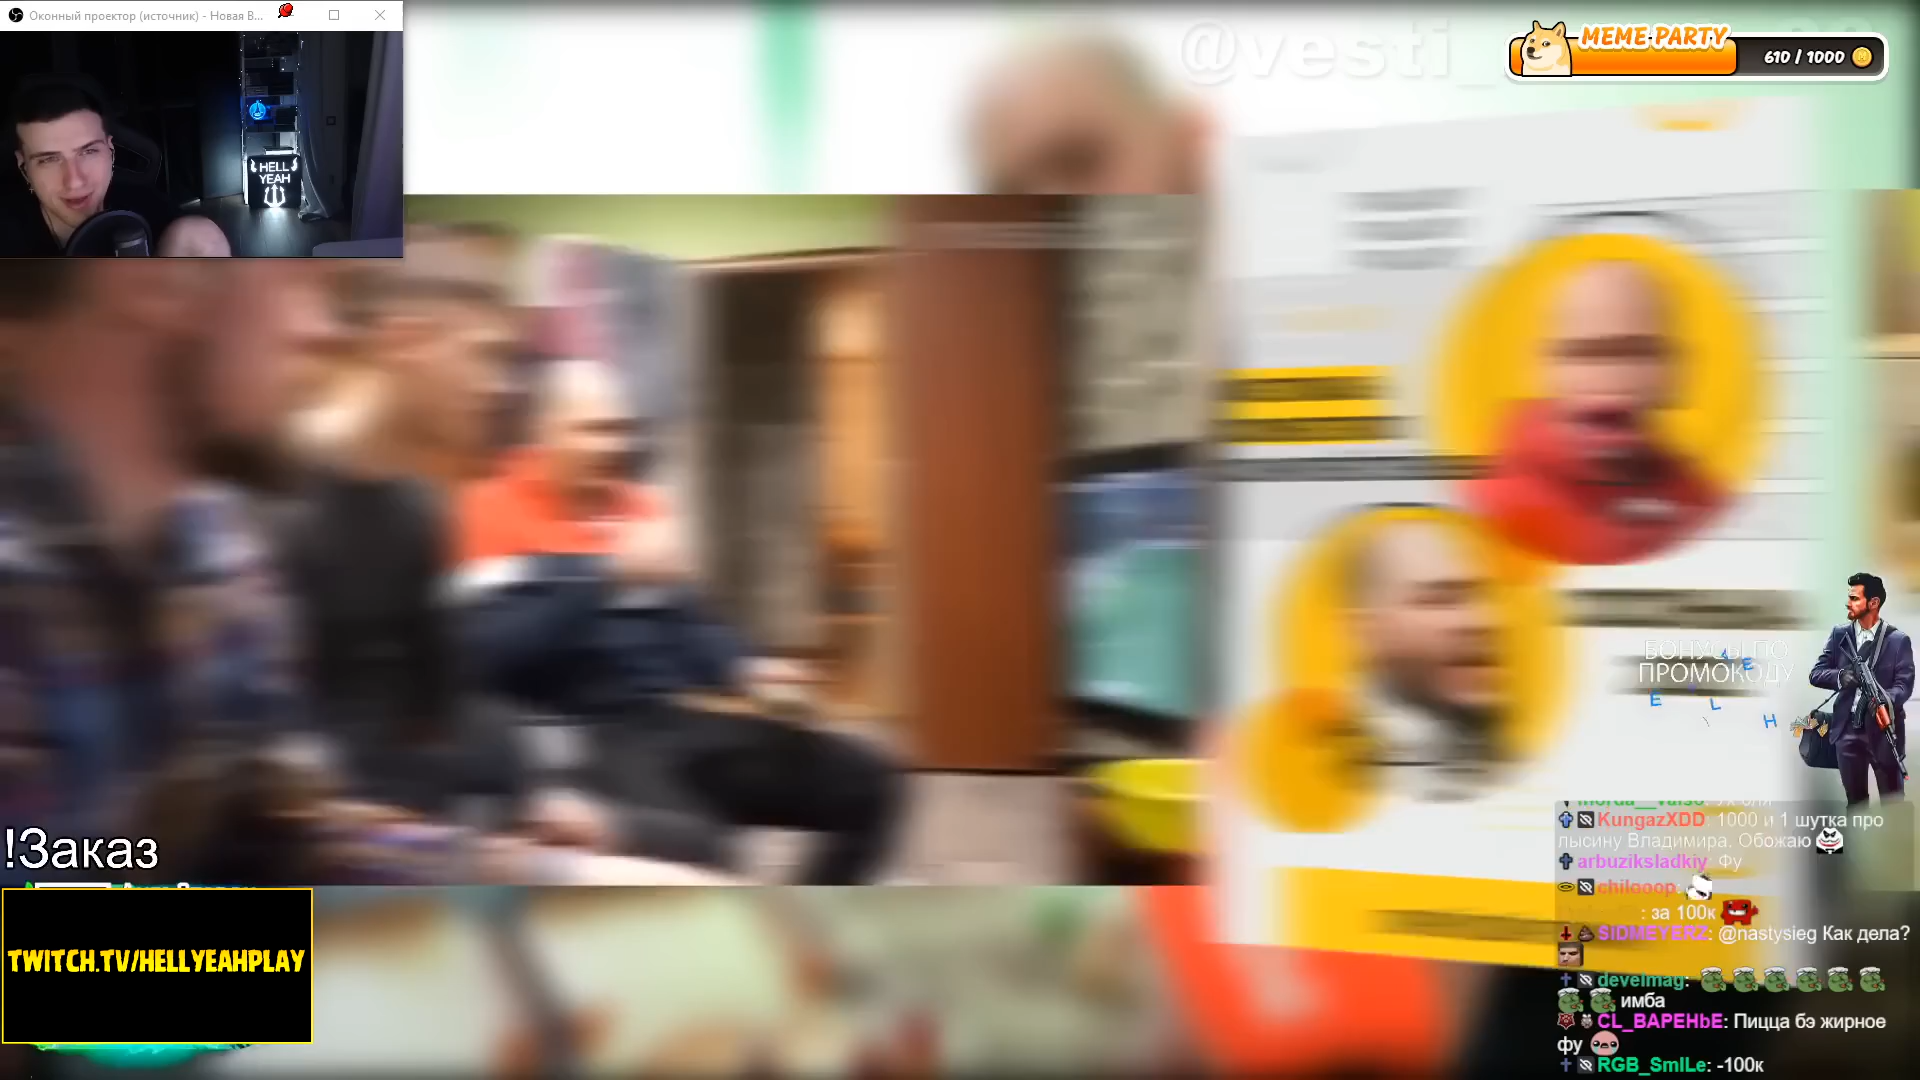 Оконный проектор (источник) - Новая В...
HELL
YEAH
@vesti_
MEME PARTY
610 / 1000
БОНУСЫ ПО
ПРОМОКОДУ
!Заказ
TWITCH.TV/HELLYEAHPLAY
KungazXDD: 1000 и 1 шутка про
лысину Владимира. Обожаю
arbuziksladkiy: Фу
chilooop:
: за 100к
SIDMEYERZ: @nastysieg Как дела?
develmag:
имба
CL_BAPEHbE: Пицца бэ жирное
фу
RGB_SmlLe: -100к